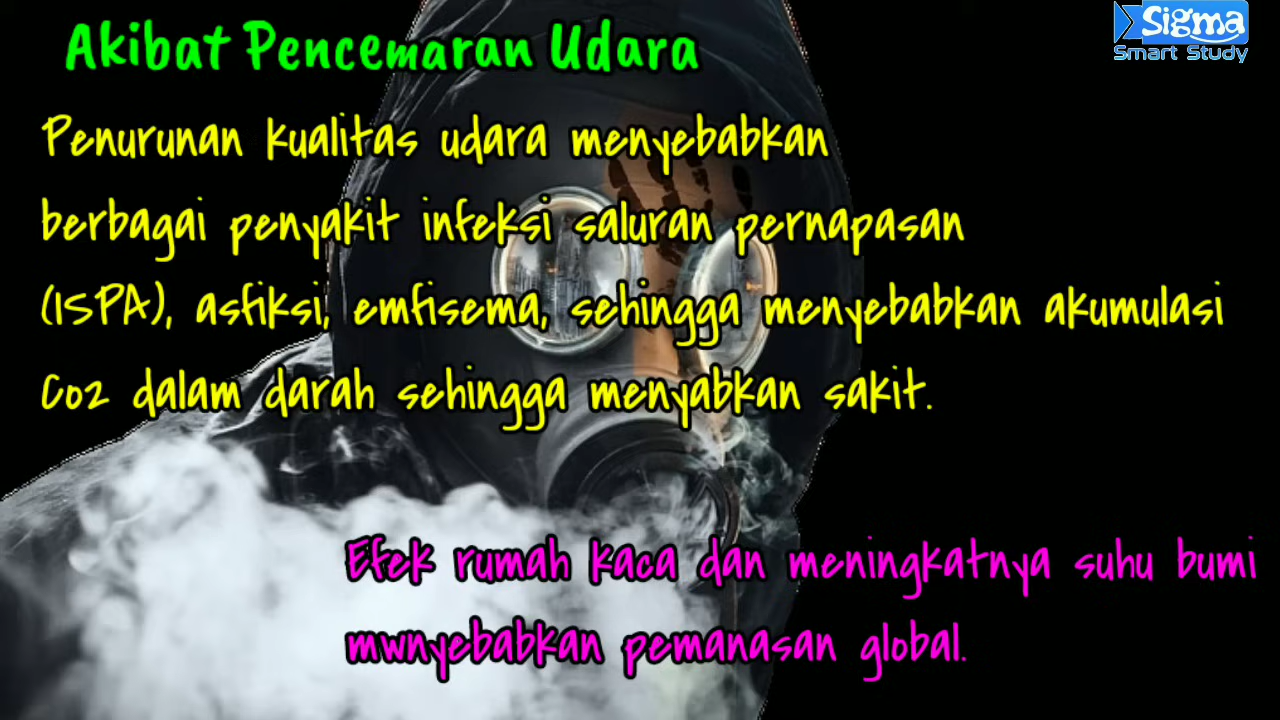 Sigma
Smart Study
Akibat Pencemaran Udara
Penurunan kualitas udara menyebabkan
berbagai penyakit infeksi saluran pernapasan
(ISPA), asfiksi, emfisema, sehingga menyebabkan akumulasi
Co2 dalam darah sehingga menyabkan sakit.
Efek rumah kaca dan meningkatnya suhu bumi
mwnyebabkan pemanasan global.